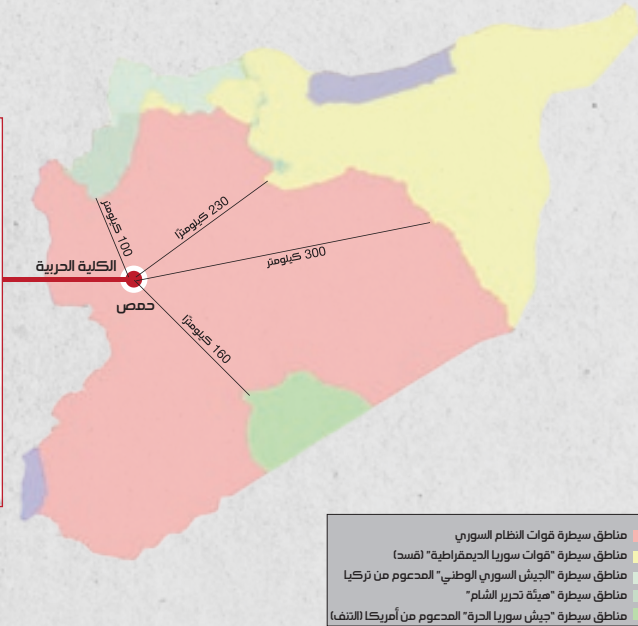 230 كيلومترًا
100 كيلومتر
300 كيلومتر
الكلية الحربية
حمص
160 كيلومترًا
مناطق سيطرة قوات النظام السوري
مناطق سيطرة "قوات سوريا الديمقراطية" (قسد)
مناطق سيطرة "الجيش السوري الوطني" المدعوم من تركيا
مناطق سيطرة "هيئة تحرير الشام"
مناطق سيطرة "جيش سوريا الحرة" المدعوم من أمريكا (التنف)